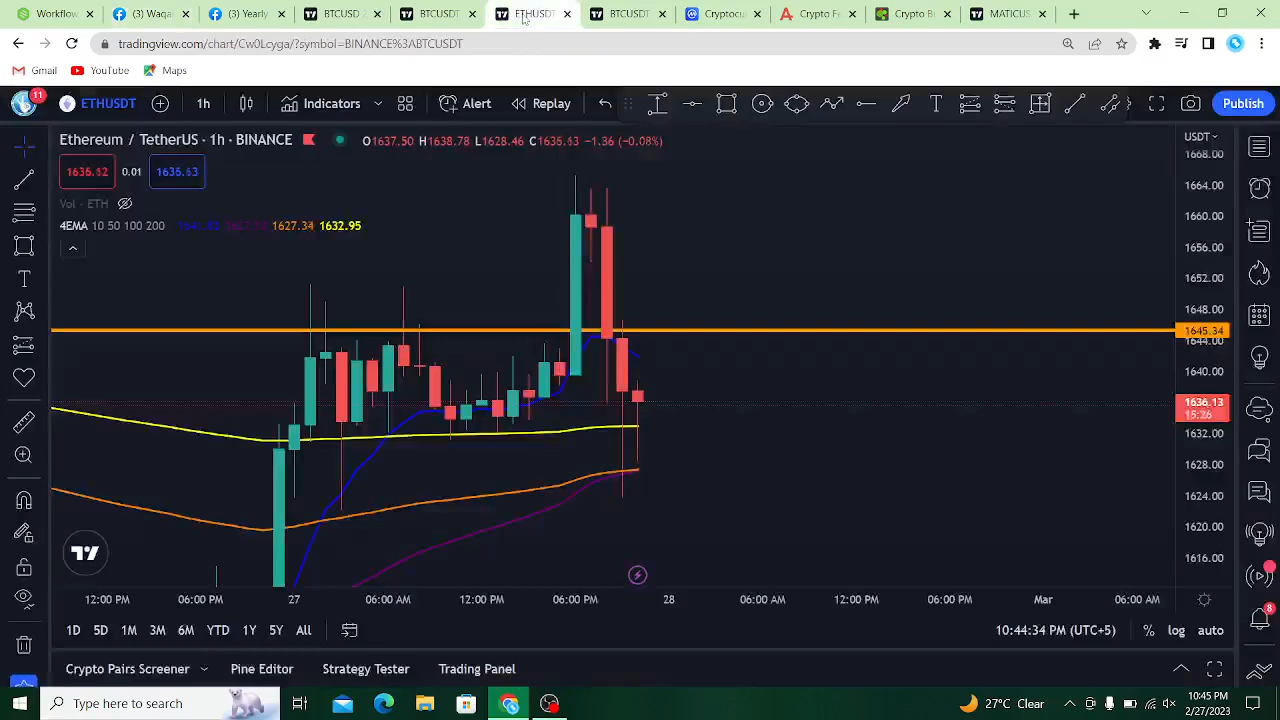 Workflow
(3) Waqa
(3) Yearly
BTCUSD
BTCUSDT
ETHUSDT
BTCUSDT
Cryptocu
Crypto Fe
Crypto B
MATICUS
tradingview.com/chart/Cw0Lcyga/?symbol=BINANCE%3ABTCUSDT
Gmail
YouTube
Maps
11
ETHUSDT
1h
Indicators
Alert
Replay
Publish
Ethereum / TetherUS · 1h · BINANCE
O1637.50 H1638.78 L1628.46
−1.36 (−0.08%)
USDT
1668.00
0.01
1664.00
Vol · ETH
1660.00
4EMA 10 50 100 200
1627.34
1632.95
1656.00
1652.00
1648.00
1645.34
1644.00
1640.00
1636.13
15:26
1632.00
1628.00
1624.00
1620.00
1616.00
12:00 PM
06:00 PM
27
06:00 AM
12:00 PM
06:00 PM
28
06:00 AM
12:00 PM
06:00 PM
Mar
06:00 AM
8
1D
5D
1M
3M
6M
YTD
1Y
5Y
All
10:44:34 PM (UTC+5)
%
log
auto
Crypto Pairs Screener
Pine Editor
Strategy Tester
Trading Panel
Type here to search
27°C Clear
10:45 PM
2/27/2023